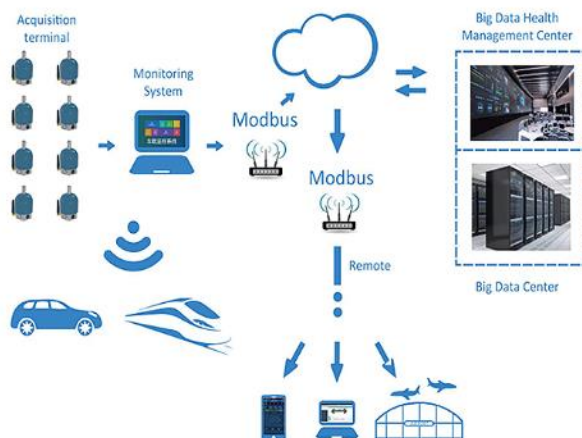 Acquisition
terminal
Monitoring
System
Modbus
Modbus
Remote
Big Data Health
Management Center
Big Data Center